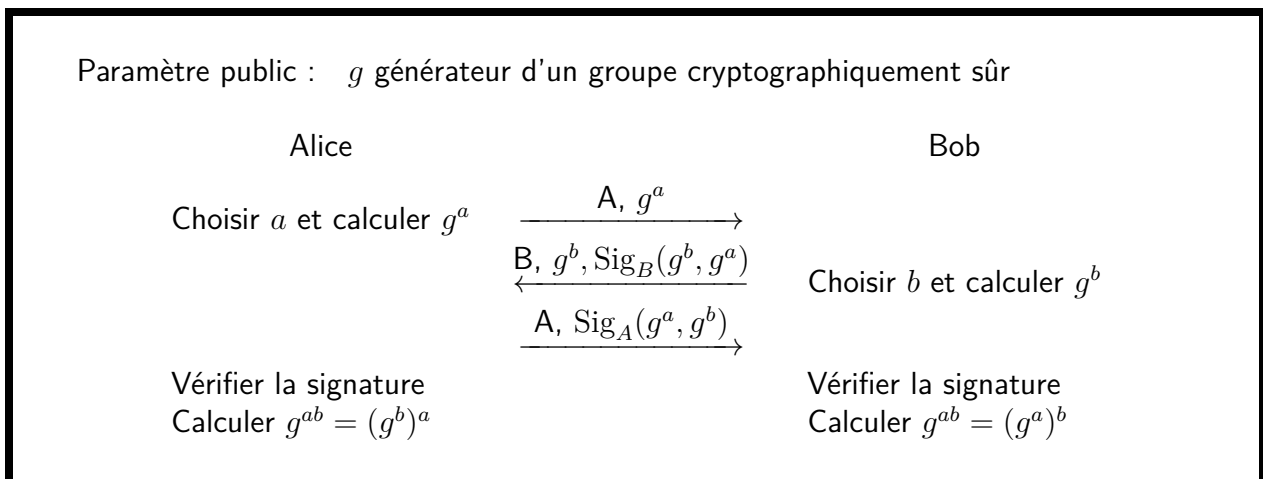 Paramètre public : g générateur d'un groupe cryptographiquement sûr
Alice Bob
A, g^a
Choisir a et calculer g^a
B, g^b, Sig_B(g^b, g^a)
Choisir b et calculer g^b
A, Sig_A(g^a, g^b)
Vérifier la signature Vérifier la signature
Calculer g^{ab} = (g^b)^a Calculer g^{ab} = (g^a)^b